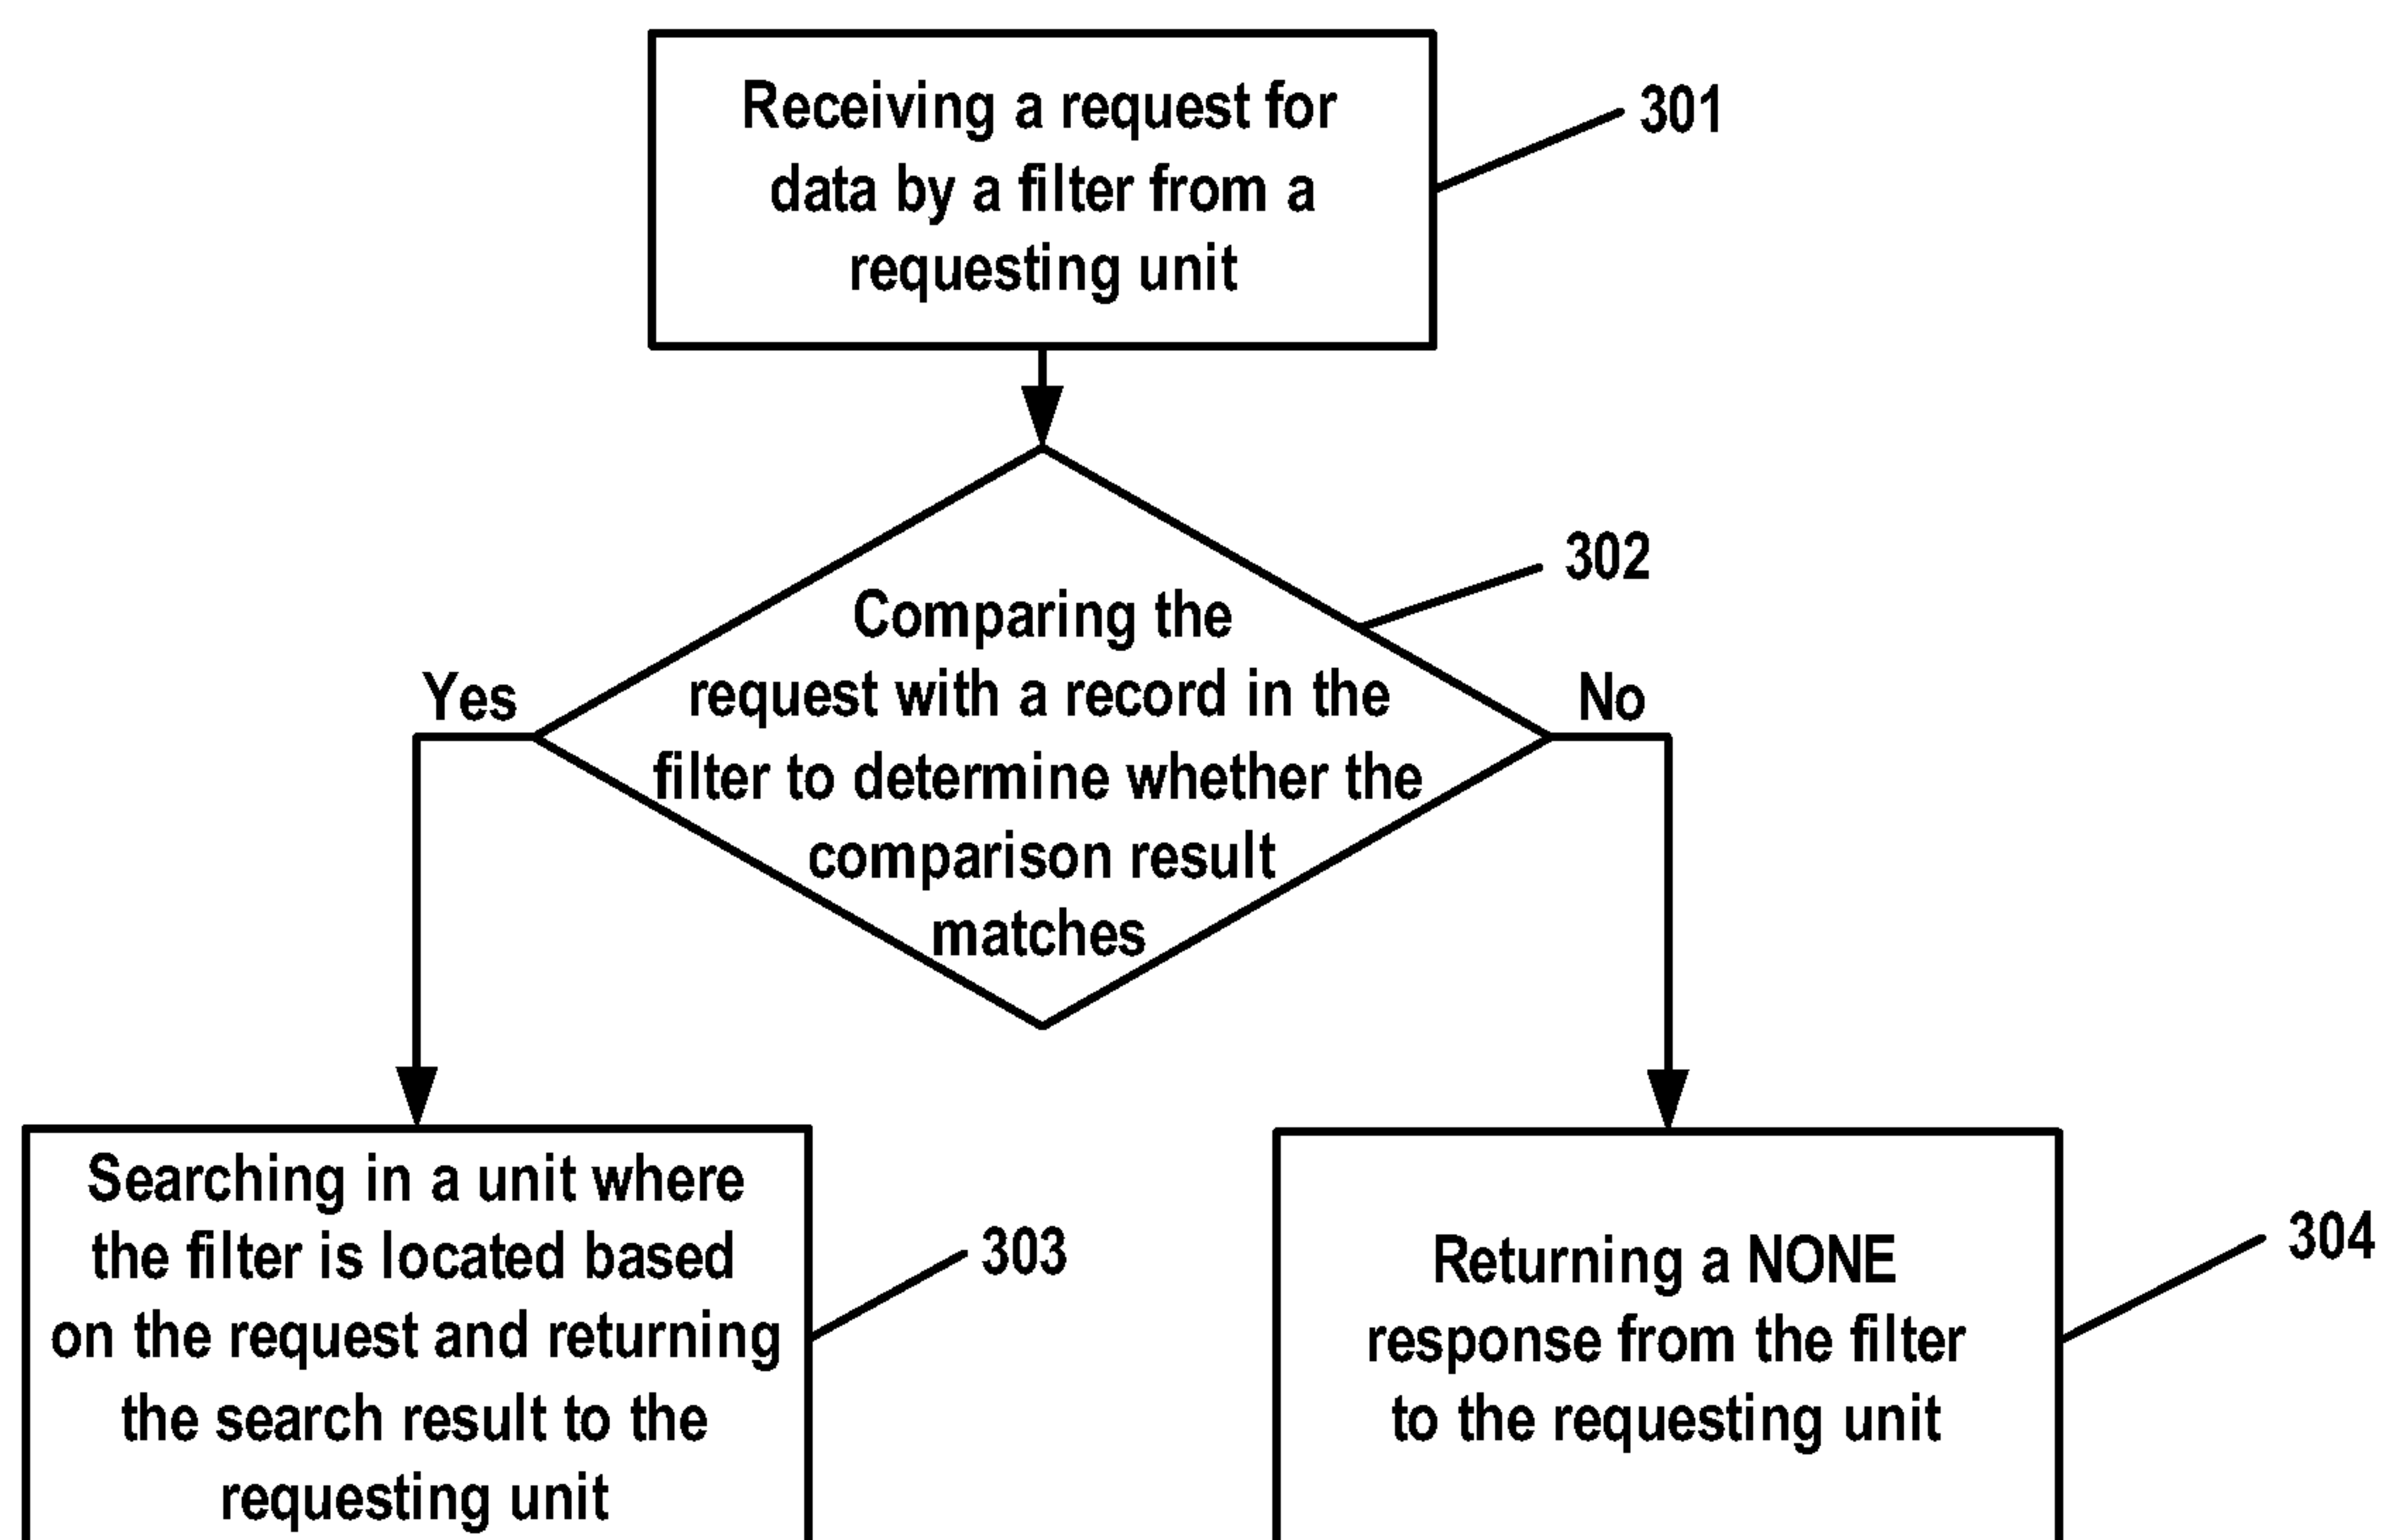 Receiving a request for
data by a filter from a
requesting unit
301
302
Comparing the
request with a record in the
filter to determine whether the
comparison result
matches
Yes
No
Searching in a unit where
the filter is located based
on the request and returning
the search result to the
requesting unit
303
Returning a NONE
response from the filter
to the requesting unit
304